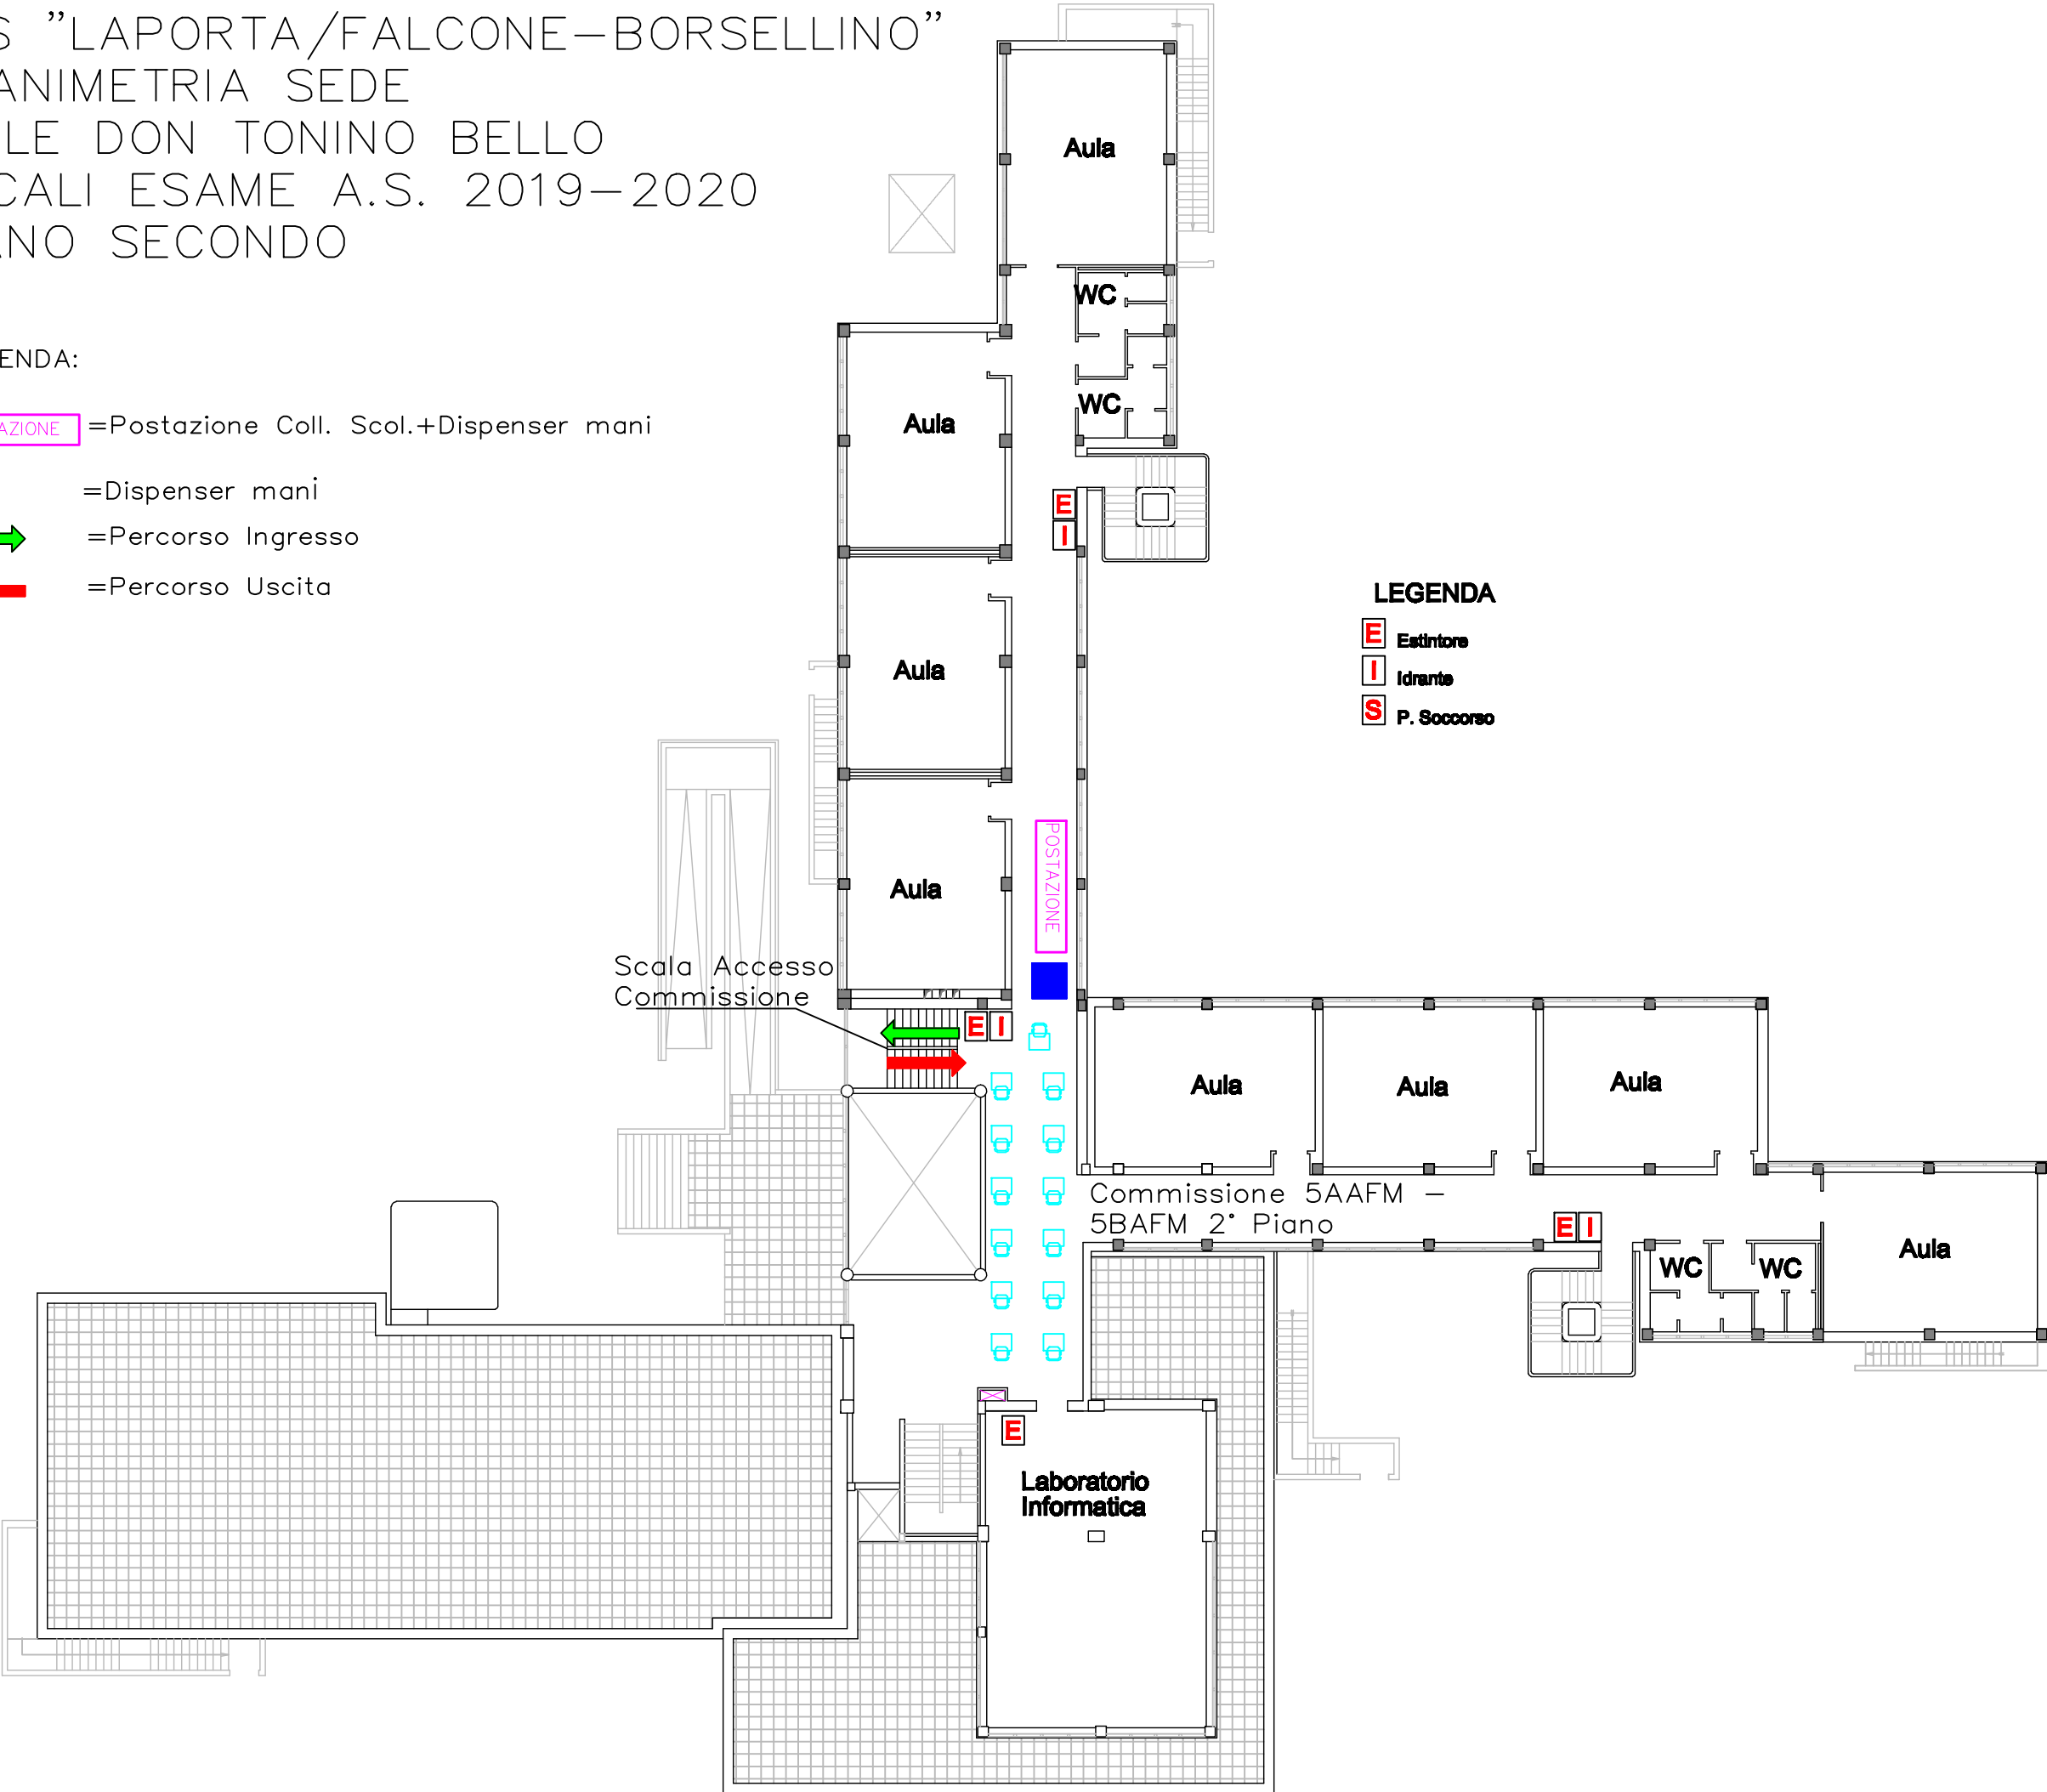 S "LAPORTA/FALCONE-BORSELLINO"
ANIMETRIA SEDE
LE DON TONINO BELLO
CALI ESAME A.S. 2019-2020
ANO SECONDO
ENDA:
AZIONE =Postazione Coll. Scol.+Dispenser mani
=Dispenser mani
=Percorso Ingresso
=Percorso Uscita
Aula
WC
WC
Aula
E
I
LEGENDA
E Estintore
I Idrante
S P. Soccorso
Aula
Aula
POSTAZIONE
Scala Accesso
Commissione
E I
Aula
Aula
Aula
Commissione 5AAFM -
5BAFM 2° Piano
E I
WC
WC
Aula
E
Laboratorio
Informatica